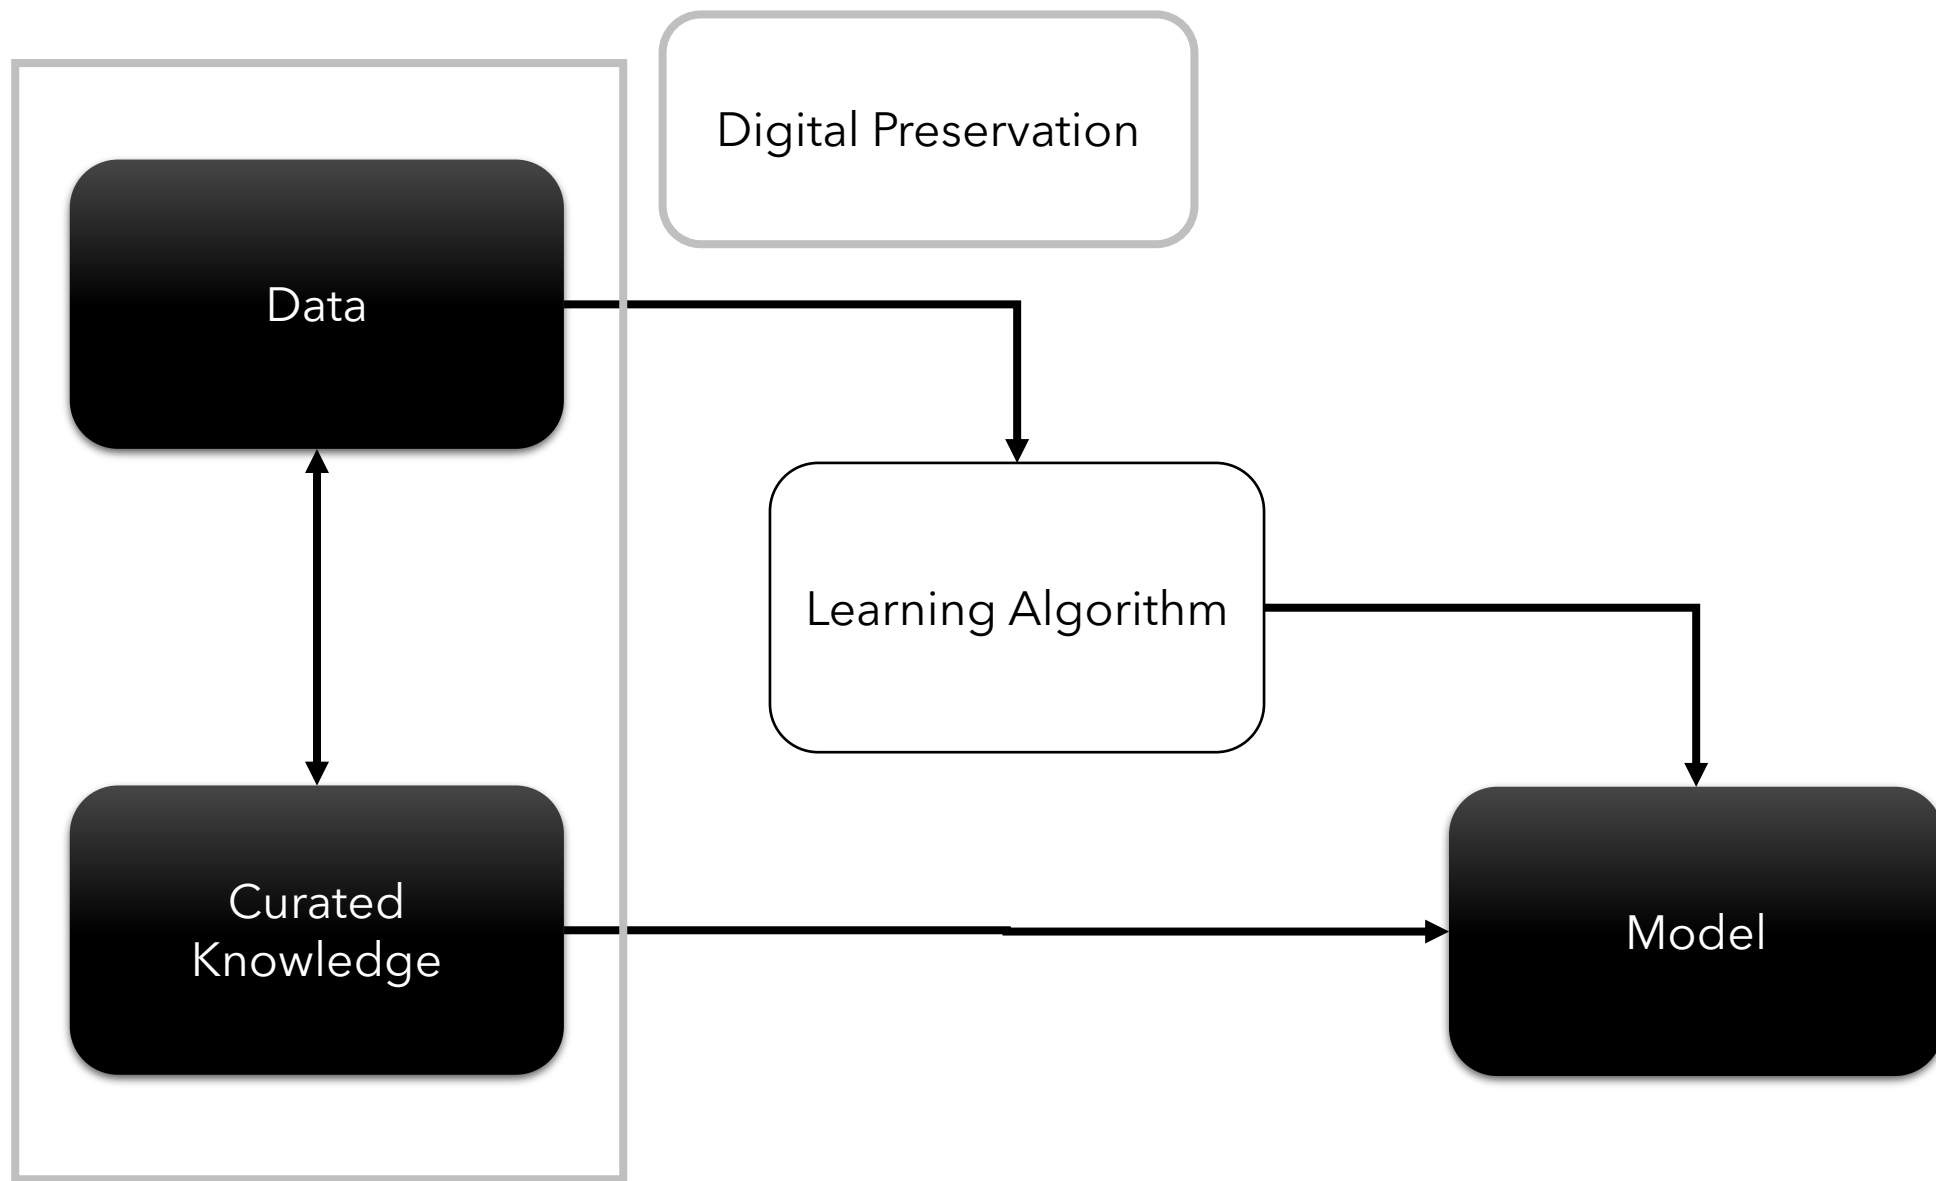 Digital Preservation
Data
Learning Algorithm
Curated
Knowledge
Model